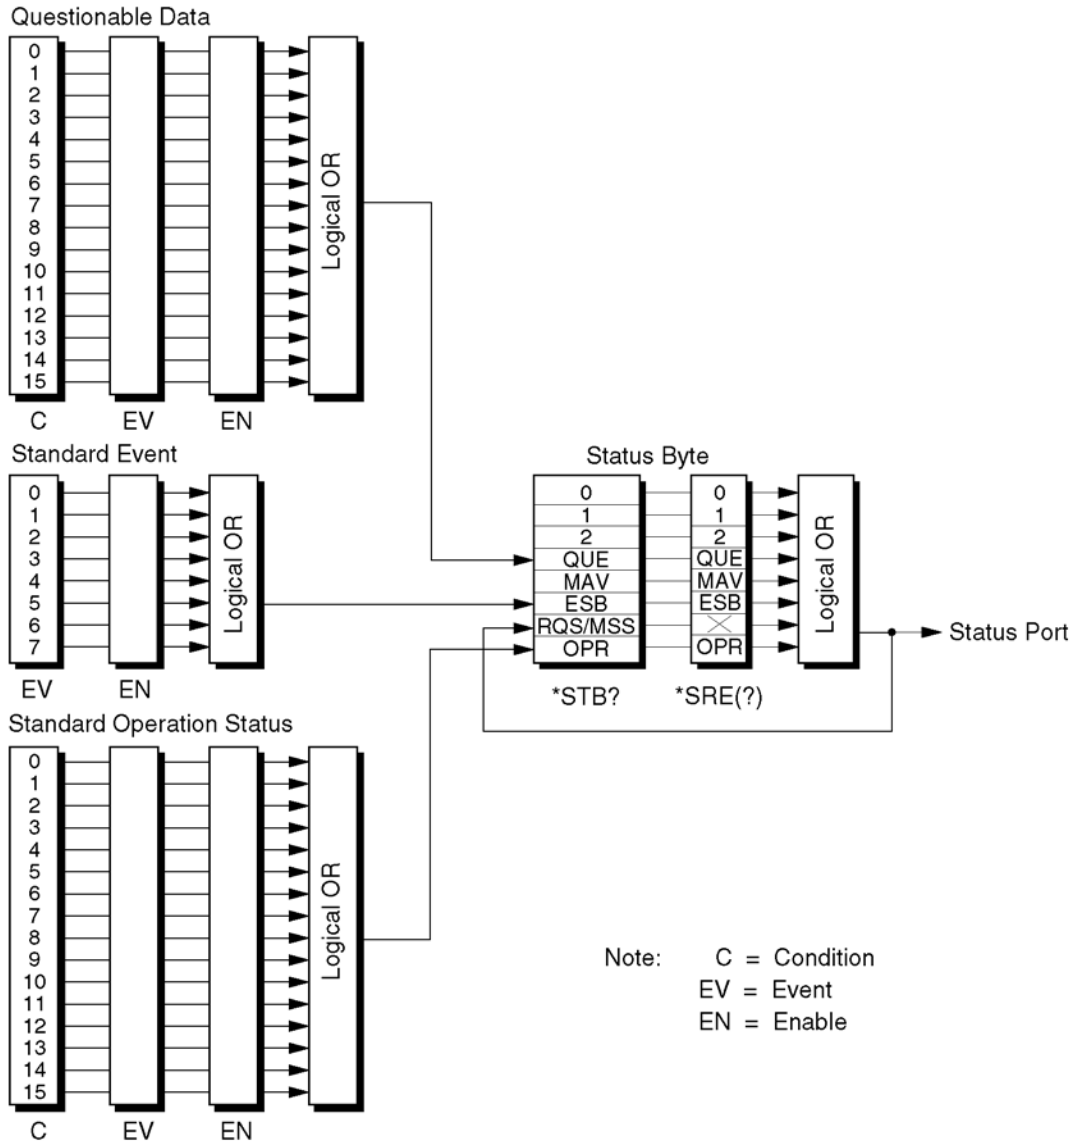 Questionable Data
0
1
2
3
4
5
6
7
8
9
10
11
12
13
14
15
Logical OR
C EV EN
Standard Event
0
1
2
3
4
5
6
7
Logical OR
EV EN
Status Byte
0 0
1 1
2 2
QUE QUE
MAV MAV
ESB ESB
RQS/MSS
OPR OPR
Logical OR
Status Port
*STB? *SRE(?)
Standard Operation Status
0
1
2
3
4
5
6
7
8
9
10
11
12
13
14
15
Logical OR
C EV EN
Note: C = Condition
EV = Event
EN = Enable